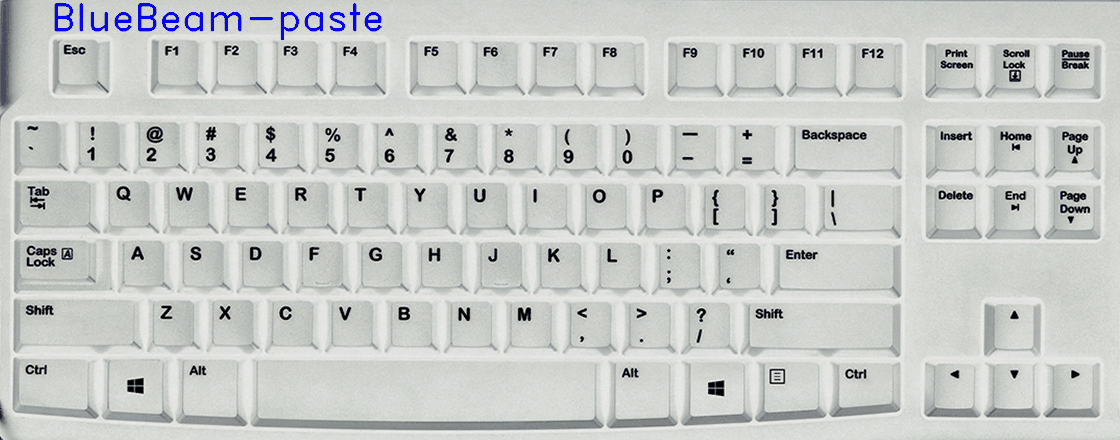 BlueBeam-paste
Esc F1 F2 F3 F4 F5 F6 F7 F8 F9 F10 F11 F12 Print Screen Scroll Lock Pause Break
~ ` ! 1 @ 2 # 3 $ 4 % 5 ^ 6 & 7 * 8 ( 9 ) 0 — - + = Backspace Insert Home Page Up
Tab Q W E R T Y U I O P { [ } ] | \ Delete End Page Down
Caps Lock A A S D F G H J K L : ; “ ‘ Enter
Shift Z X C V B N M < , > . ? / Shift
Ctrl Alt Alt Ctrl